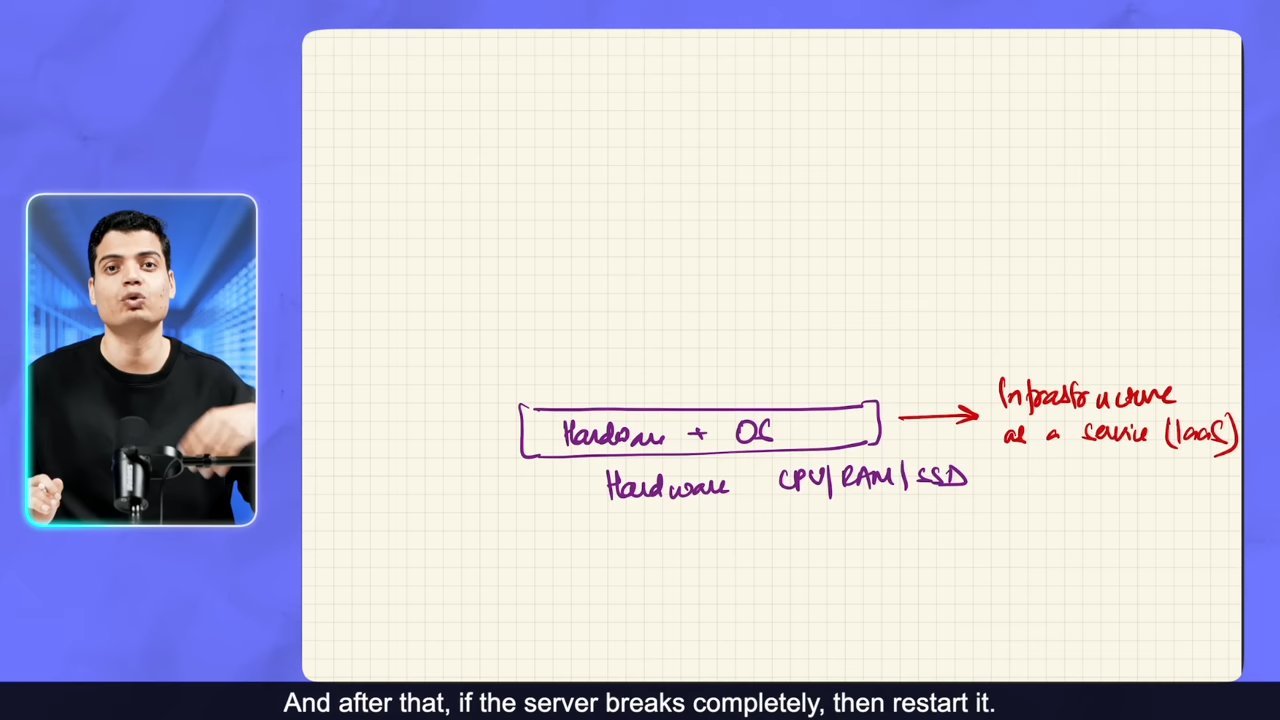 Hardware + OS
Hardware CPU/RAM/SSD
Infrastructure
as a service (IaaS)
And after that, if the server breaks completely, then restart it.